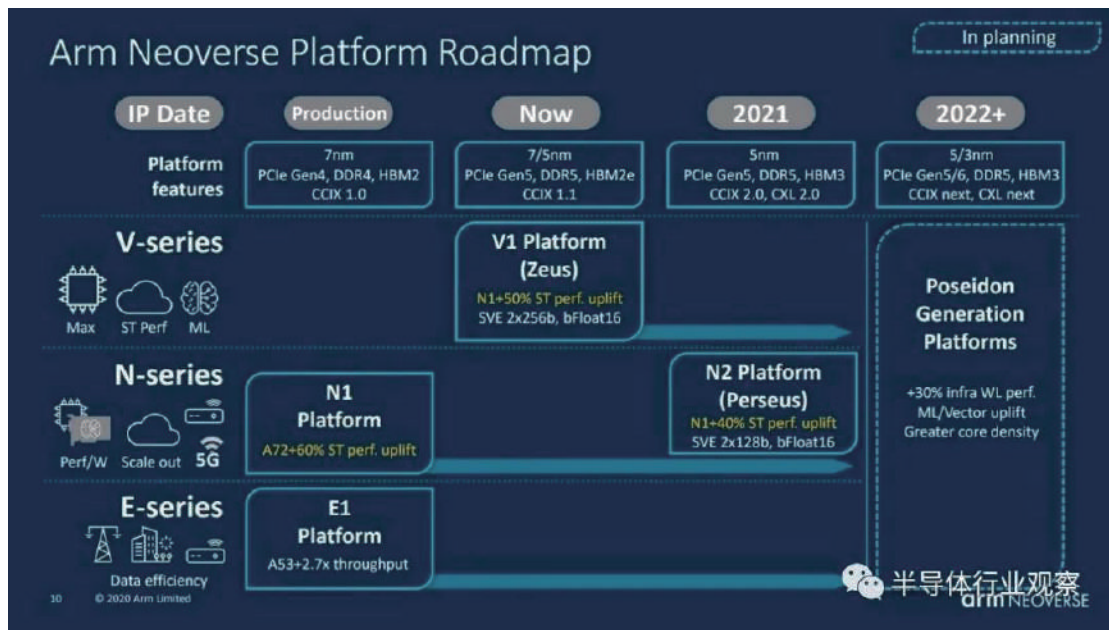 Arm Neoverse Platform Roadmap
In planning
IP Date
Production
Now
2021
2022+
Platform
features
7nm
PCIe Gen4, DDR4, HBM2
CCIX 1.0
7/5nm
PCIe Gen5, DDR5, HBM2e
CCIX 1.1
5nm
PCIe Gen5, DDR5, HBM3
CCIX 2.0, CXL 2.0
5/3nm
PCIe Gen5/6, DDR5, HBM3
CCIX next, CXL next
V-series
Max
ST Perf
ML
V1 Platform
(Zeus)
N1+50% ST perf. uplift
SVE 2x256b, bFloat16
Poseidon
Generation
Platforms
+30% infra WL perf.
ML/Vector uplift
Greater core density
N-series
Perf/W
Scale out
5G
N1
Platform
A72+60% ST perf. uplift
N2 Platform
(Perseus)
N1+40% ST perf. uplift
SVE 2x128b, bFloat16
E-series
Data efficiency
E1
Platform
A53+2.7x throughput
半导体行业观察
10
© 2020 Arm Limited
arm NEOVERSE